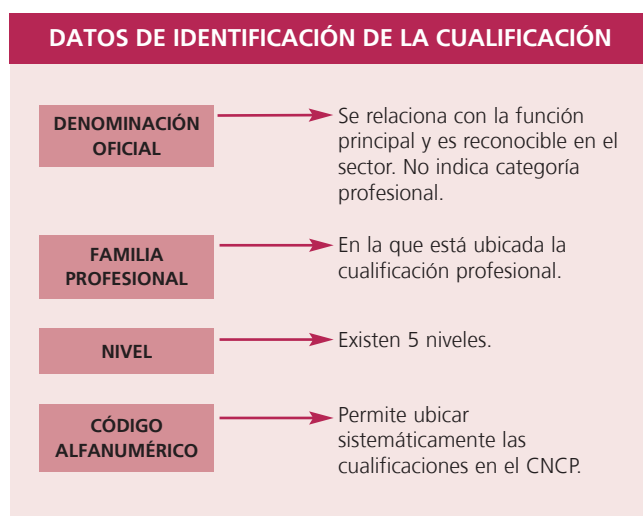 DATOS DE IDENTIFICACIÓN DE LA CUALIFICACIÓN
DENOMINACIÓN
OFICIAL
Se relaciona con la función
principal y es reconocible en el
sector. No indica categoría
profesional.
FAMILIA
PROFESIONAL
En la que está ubicada la
cualificación profesional.
NIVEL
Existen 5 niveles.
CÓDIGO
ALFANUMÉRICO
Permite ubicar
sistemáticamente las
cualificaciones en el CNCP.